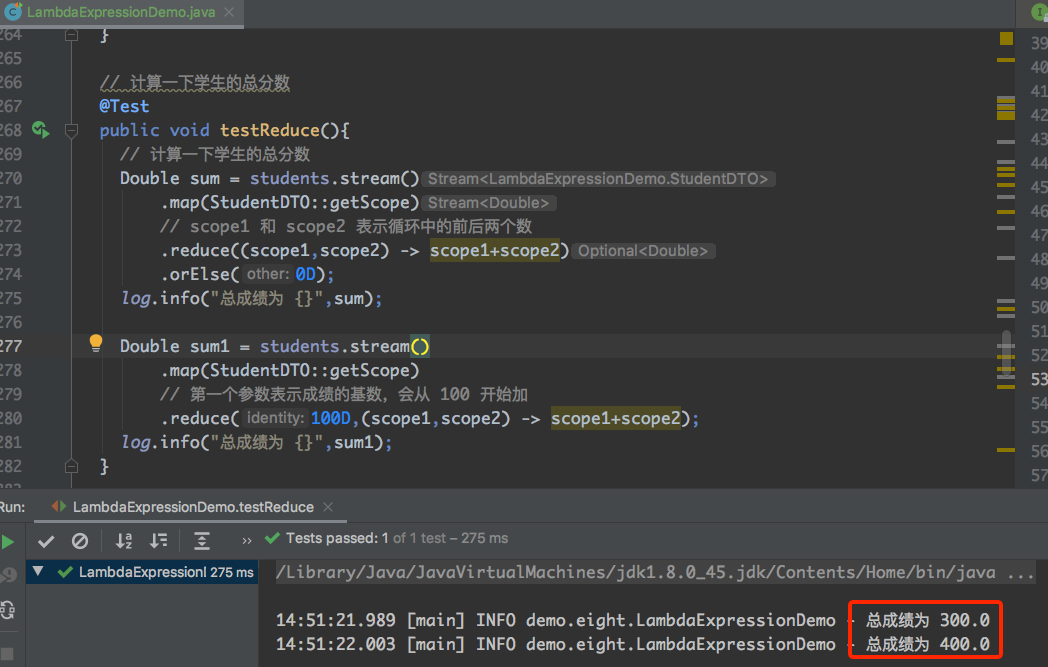 LambdaExpressionDemo.java
264 }
265
266 // 计算一下学生的总分数
267 @Test
268 public void testReduce(){
269 // 计算一下学生的总分数
270 Double sum = students.stream() Stream<LambdaExpressionDemo.StudentDTO>
271 .map(StudentDTO::getScope) Stream<Double>
272 // scope1 和 scope2 表示循环中的前后两个数
273 .reduce((scope1,scope2) -> scope1+scope2) Optional<Double>
274 .orElse( other: 0D);
275 log.info("总成绩为 {}",sum);
276
277 Double sum1 = students.stream()
278 .map(StudentDTO::getScope)
279 // 第一个参数表示成绩的基数，会从 100 开始加
280 .reduce( identity: 100D,(scope1,scope2) -> scope1+scope2);
281 log.info("总成绩为 {}",sum1);
282 }
39
40
41
42
43
44
45
46
47
48
49
50
51
52
53
54
55
56
57
Run: LambdaExpressionDemo.testReduce
Tests passed: 1 of 1 test – 275 ms
LambdaExpressionI 275 ms
/Library/Java/JavaVirtualMachines/jdk1.8.0_45.jdk/Contents/Home/bin/java ...
14:51:21.989 [main] INFO demo.eight.LambdaExpressionDemo - 总成绩为 300.0
14:51:22.003 [main] INFO demo.eight.LambdaExpressionDemo - 总成绩为 400.0